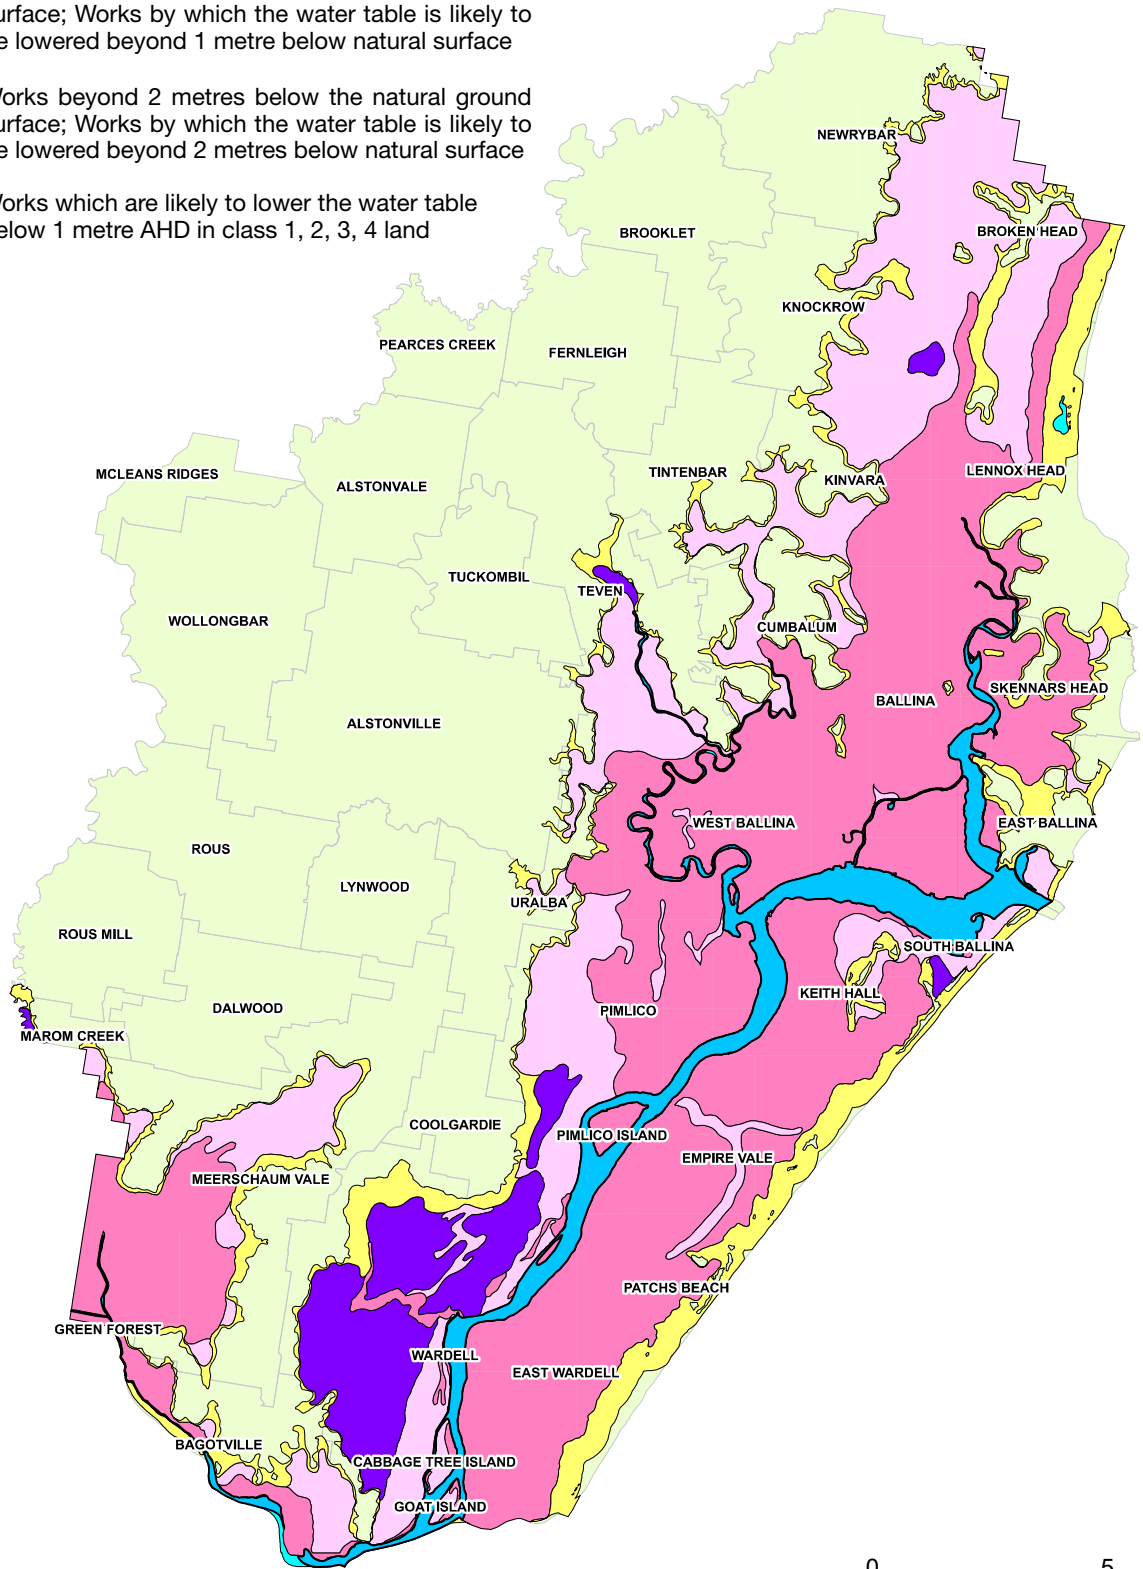 urface; Works by which the water table is likely to
e lowered beyond 1 metre below natural surface
orks beyond 2 metres below the natural ground
urface; Works by which the water table is likely to
e lowered beyond 2 metres below natural surface
orks which are likely to lower the water table
elow 1 metre AHD in class 1, 2, 3, 4 land
NEWRYBAR
BROOKLET
BROKEN HEAD
KNOCKROW
PEARCES CREEK
FERNLEIGH
MCLEANS RIDGES
ALSTONVALE
TINTENBAR
KINVARA
LENNOX HEAD
TUCKOMBIL
TEVEN
WOLLONGBAR
CUMBALUM
SKENNARS HEAD
BALLINA
ALSTONVILLE
WEST BALLINA
EAST BALLINA
ROUS
LYNWOOD
URALBA
ROUS MILL
SOUTH BALLINA
KEITH HALL
DALWOOD
PIMLICO
MAROM CREEK
COOLGARDIE
PIMLICO ISLAND
EMPIRE VALE
MEERSCHAUM VALE
PATCHS BEACH
GREEN FOREST
WARDELL
EAST WARDELL
BAGOTVILLE
CABBAGE TREE ISLAND
GOAT ISLAND
0 5